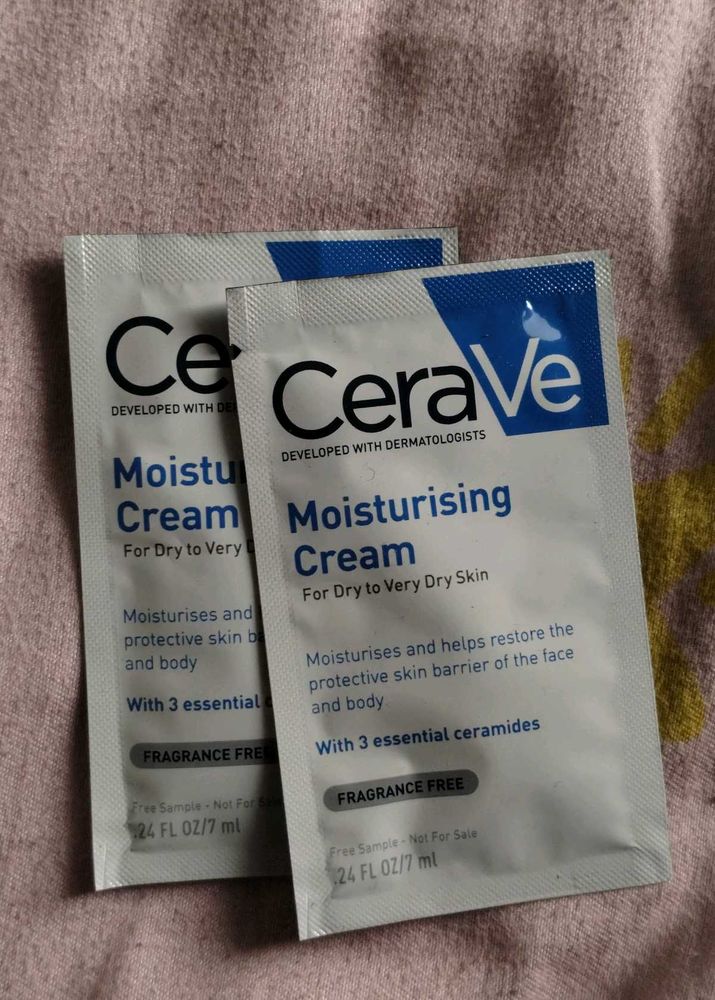 Ce
DEVELOPED WITH
Moistu
Cream
For Dry to Very
Moisturises and
protective skin
and body
With 3 essential
FRAGRANCE FREE
Free Sample - Not For Sale
.24 FL OZ/7 ml
CeraVe
DEVELOPED WITH DERMATOLOGISTS
Moisturising
Cream
For Dry to Very Dry Skin
Moisturises and helps restore the
protective skin barrier of the face
and body
With 3 essential ceramides
FRAGRANCE FREE
Free Sample - Not For Sale
.24 FL OZ/7 ml